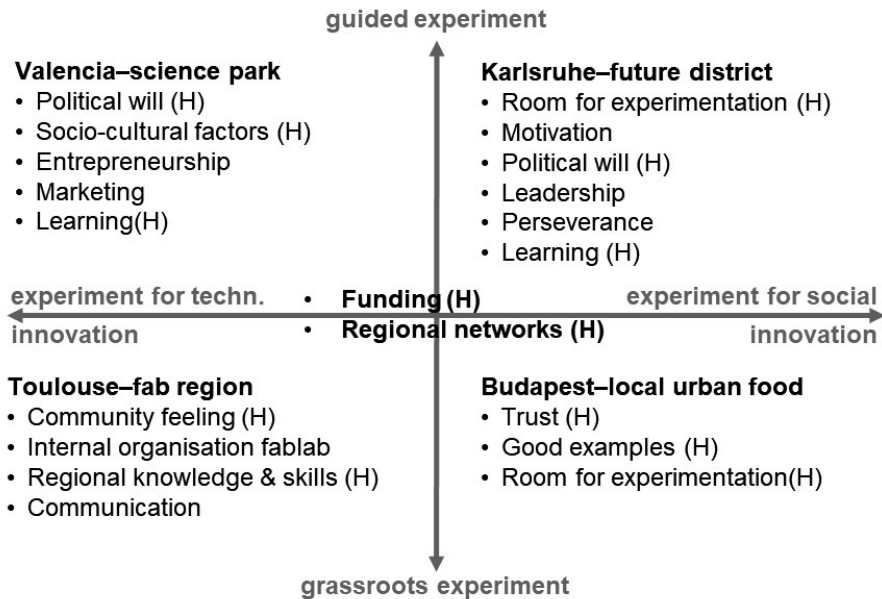 guided experiment
Valencia–science park
• Political will (H)
• Socio-cultural factors (H)
• Entrepreneurship
• Marketing
• Learning(H)
Karlsruhe–future district
• Room for experimentation (H)
• Motivation
• Political will (H)
• Leadership
• Perseverance
• Learning (H)
experiment for techn.
innovation
• Funding (H)
• Regional networks (H)
experiment for social
innovation
Toulouse–fab region
• Community feeling (H)
• Internal organisation fablab
• Regional knowledge & skills (H)
• Communication
Budapest–local urban food
• Trust (H)
• Good examples (H)
• Room for experimentation(H)
grassroots experiment